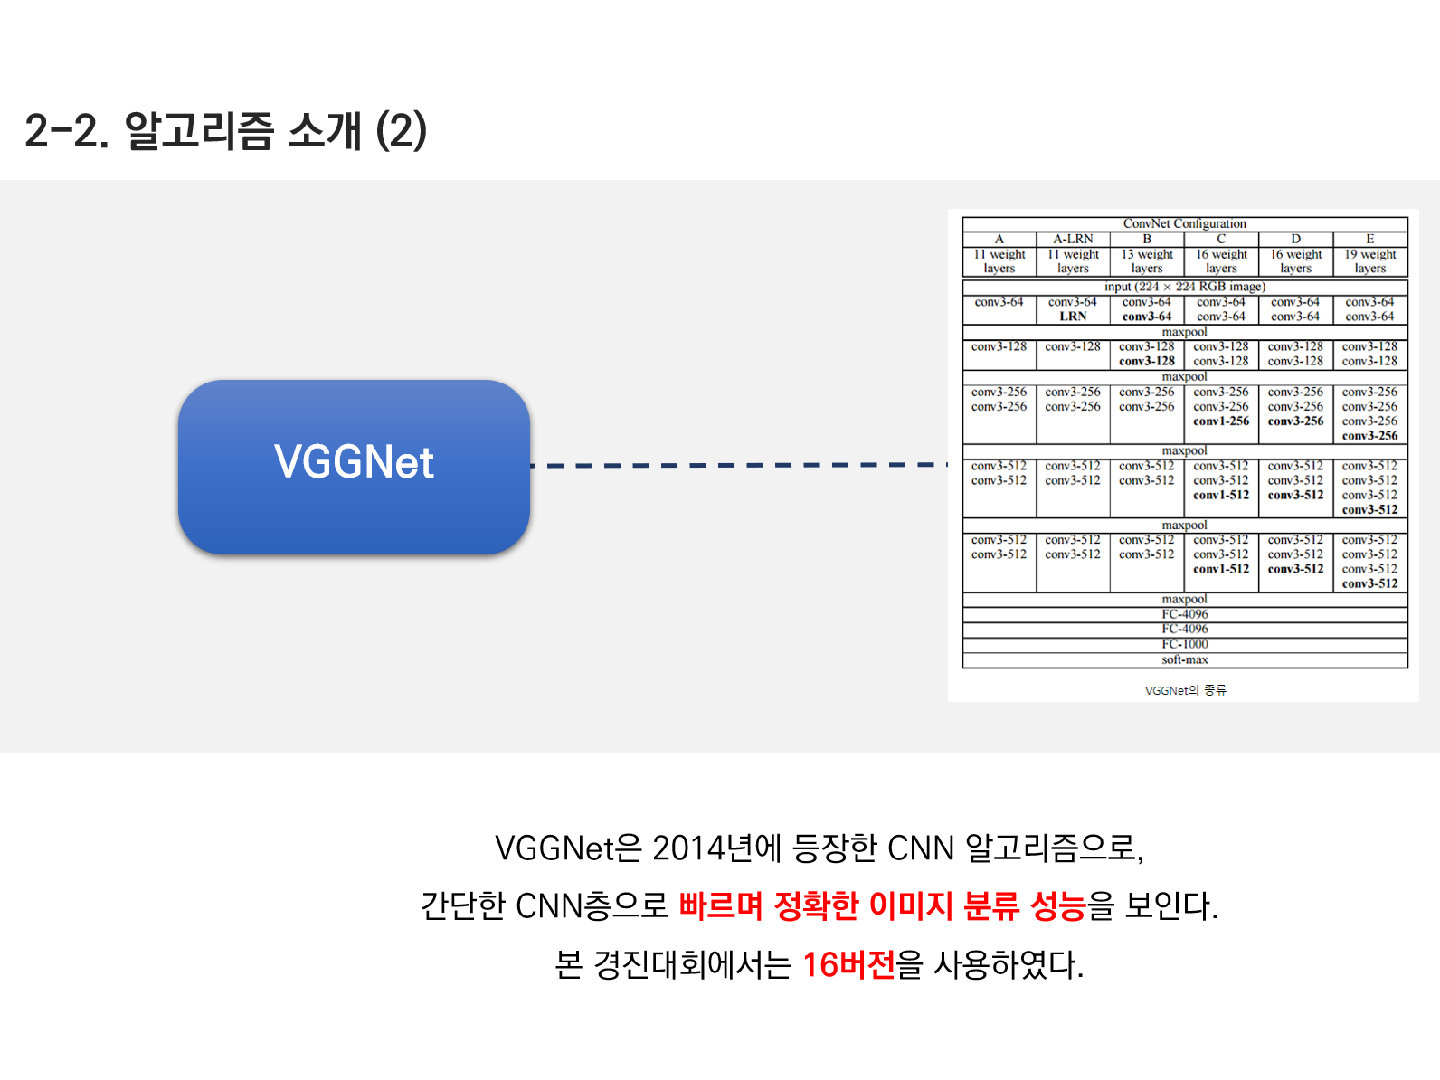 2-2. 알고리즘 소개 (2)
VGGNet
ConvNet Configuration
A A-LRN B C D E
11 weight layers 11 weight layers 13 weight layers 16 weight layers 16 weight layers 19 weight layers
input (224 × 224 RGB image)
conv3-64 conv3-64 conv3-64 conv3-64 conv3-64 conv3-64
LRN conv3-64 conv3-64 conv3-64 conv3-64
maxpool
conv3-128 conv3-128 conv3-128 conv3-128 conv3-128 conv3-128
conv3-128 conv3-128 conv3-128 conv3-128
maxpool
conv3-256 conv3-256 conv3-256 conv3-256 conv3-256 conv3-256
conv3-256 conv3-256 conv3-256 conv3-256 conv3-256 conv3-256
conv1-256 conv3-256 conv3-256
conv3-256
maxpool
conv3-512 conv3-512 conv3-512 conv3-512 conv3-512 conv3-512
conv3-512 conv3-512 conv3-512 conv3-512 conv3-512 conv3-512
conv1-512 conv3-512 conv3-512
conv3-512
maxpool
conv3-512 conv3-512 conv3-512 conv3-512 conv3-512 conv3-512
conv3-512 conv3-512 conv3-512 conv3-512 conv3-512 conv3-512
conv1-512 conv3-512 conv3-512
conv3-512
maxpool
FC-4096
FC-4096
FC-1000
soft-max
VGGNet의 종류
VGGNet은 2014년에 등장한 CNN 알고리즘으로,
간단한 CNN층으로 빠르며 정확한 이미지 분류 성능을 보인다.
본 경진대회에서는 16버전을 사용하였다.